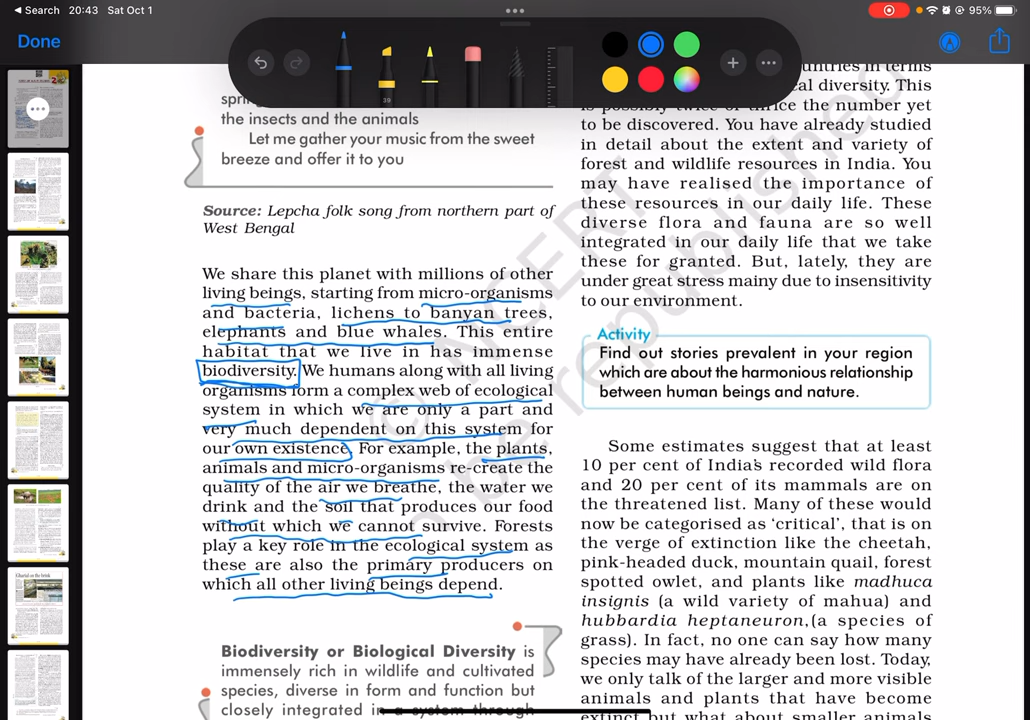 Search 20:43 Sat Oct 1
95%
Done
39
the insects and the animals
Let me gather your music from the sweet
breeze and offer it to you
Source: Lepcha folk song from northern part of
West Bengal
We share this planet with millions of other
living beings, starting from micro-organisms
and bacteria, lichens to banyan trees,
elephants and blue whales. This entire
habitat that we live in has immense
biodiversity. We humans along with all living
organisms form a complex web of ecological
system in which we are only a part and
very much dependent on this system for
our own existence. For example, the plants,
animals and micro-organisms re-create the
quality of the air we breathe, the water we
drink and the soil that produces our food
without which we cannot survive. Forests
play a key role in the ecological system as
these are also the primary producers on
which all other living beings depend.
Biodiversity or Biological Diversity is
immensely rich in wildlife and cultivated
species, diverse in form and function but
closely integrated in a system through
in terms
diversity. This
is possibly twice or thrice the number yet
to be discovered. You have already studied
in detail about the extent and variety of
forest and wildlife resources in India. You
may have realised the importance of
these resources in our daily life. These
diverse flora and fauna are so well
integrated in our daily life that we take
these for granted. But, lately, they are
under great stress mainy due to insensitivity
to our environment.
Activity
Find out stories prevalent in your region
which are about the harmonious relationship
between human beings and nature.
Some estimates suggest that at least
10 per cent of India's recorded wild flora
and 20 per cent of its mammals are on
the threatened list. Many of these would
now be categorised as ‘critical’, that is on
the verge of extinction like the cheetah,
pink-headed duck, mountain quail, forest
spotted owlet, and plants like madhuca
insignis (a wild variety of mahua) and
hubbardia heptaneuron,(a species of
grass). In fact, no one can say how many
species may have already been lost. Today,
we only talk of the larger and more visible
animals and plants that have become
extinct but what about smaller animals
© NCERT
be republished